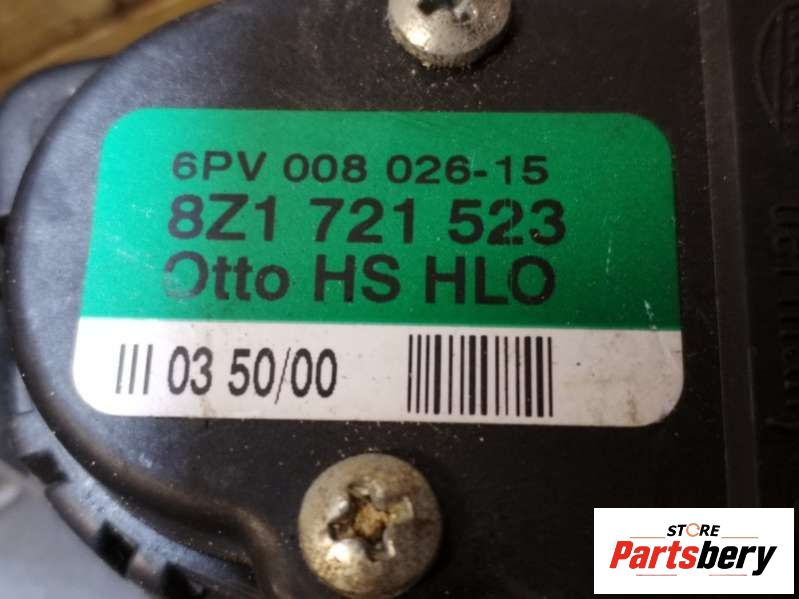 6PV 008 026-15
8Z1 721 523
Otto HS HLO
III 03 50/00
STORE
Partsbery